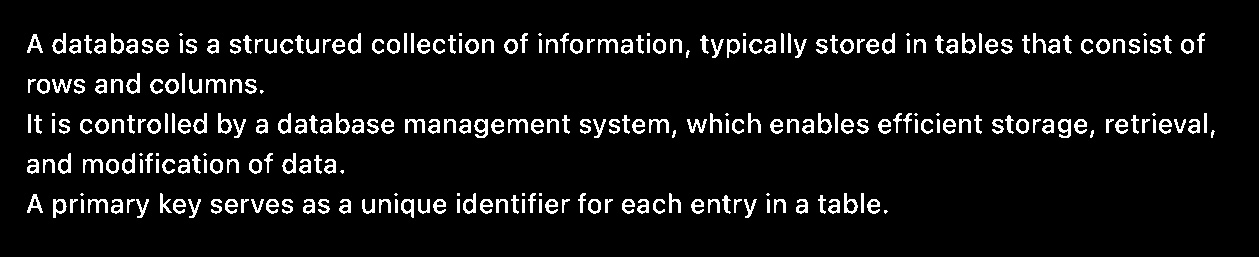 A database is a structured collection of information, typically stored in tables that consist of
rows and columns.
It is controlled by a database management system, which enables efficient storage, retrieval,
and modification of data.
A primary key serves as a unique identifier for each entry in a table.